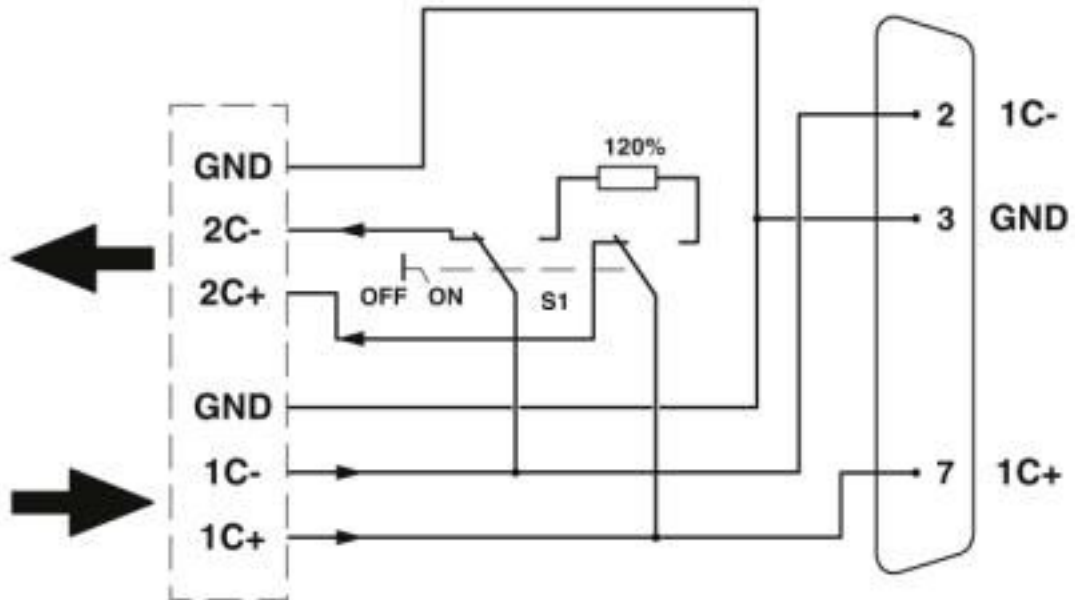 120%
2 1C-
GND
3 GND
2C-
2C+
OFF ON S1
GND
1C-
7 1C+
1C+